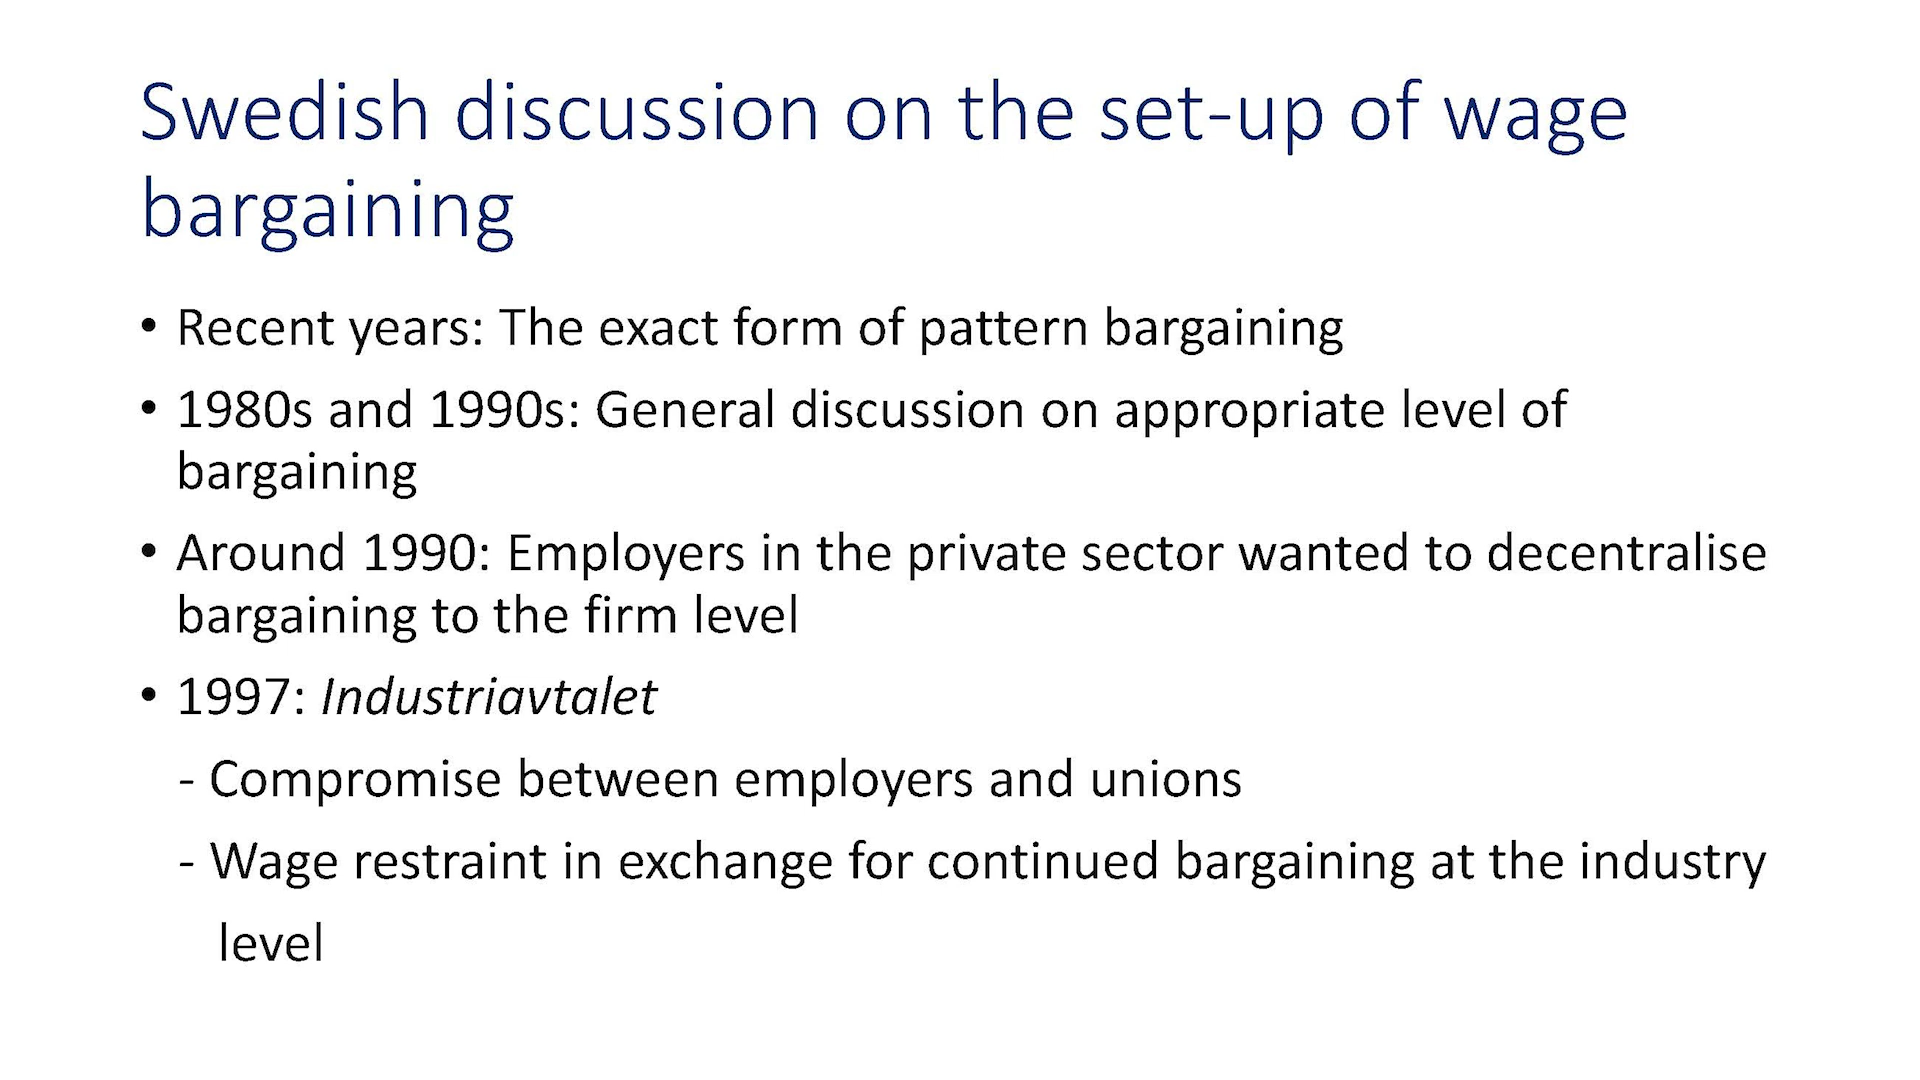 Swedish discussion on the set-up of wage
bargaining
• Recent years: The exact form of pattern bargaining
• 1980s and 1990s: General discussion on appropriate level of
bargaining
• Around 1990: Employers in the private sector wanted to decentralise
bargaining to the firm level
• 1997: Industriavtalet
- Compromise between employers and unions
- Wage restraint in exchange for continued bargaining at the industry
level